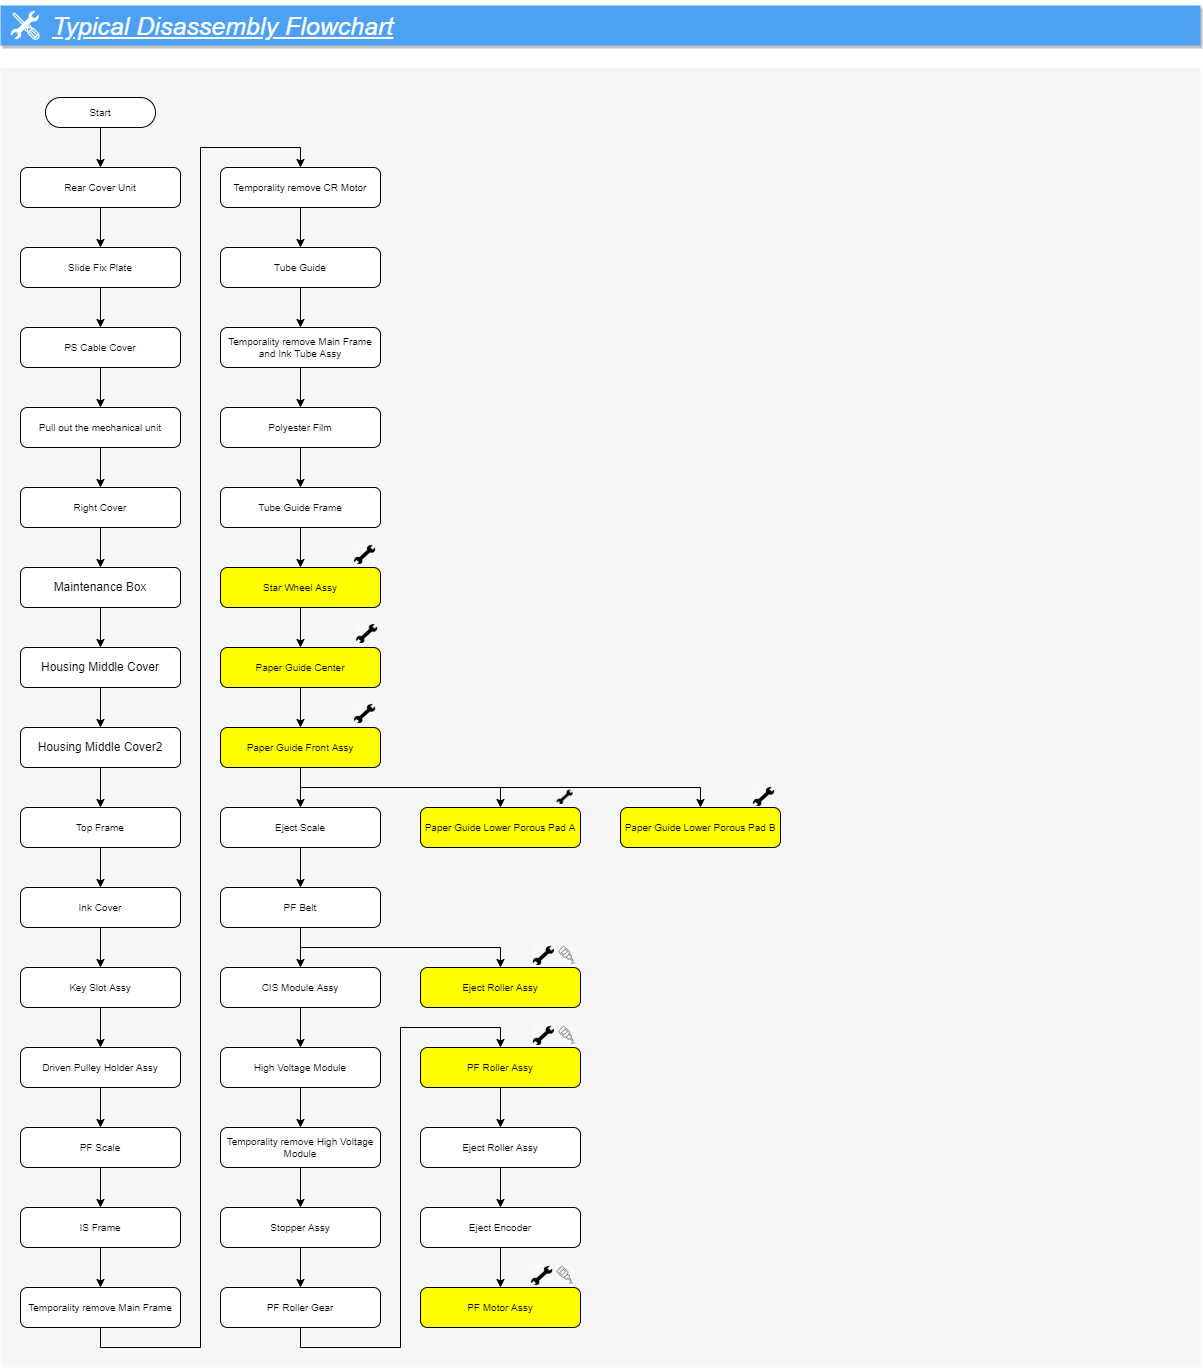 Typical Disassembly Flowchart
Start
Rear Cover Unit
Slide Fix Plate
PS Cable Cover
Pull out the mechanical unit
Right Cover
Maintenance Box
Housing Middle Cover
Housing Middle Cover2
Top Frame
Ink Cover
Key Slot Assy
Driven Pulley Holder Assy
PF Scale
IS Frame
Temporality remove Main Frame
Temporality remove CR Motor
Tube Guide
Temporality remove Main Frame
and Ink Tube Assy
Polyester Film
Tube Guide Frame
Star Wheel Assy
Paper Guide Center
Paper Guide Front Assy
Eject Scale
Paper Guide Lower Porous Pad A
Paper Guide Lower Porous Pad B
PF Belt
CIS Module Assy
Eject Roller Assy
High Voltage Module
Temporality remove High Voltage
Module
Stopper Assy
PF Roller Gear
PF Roller Assy
Eject Roller Assy
Eject Encoder
PF Motor Assy